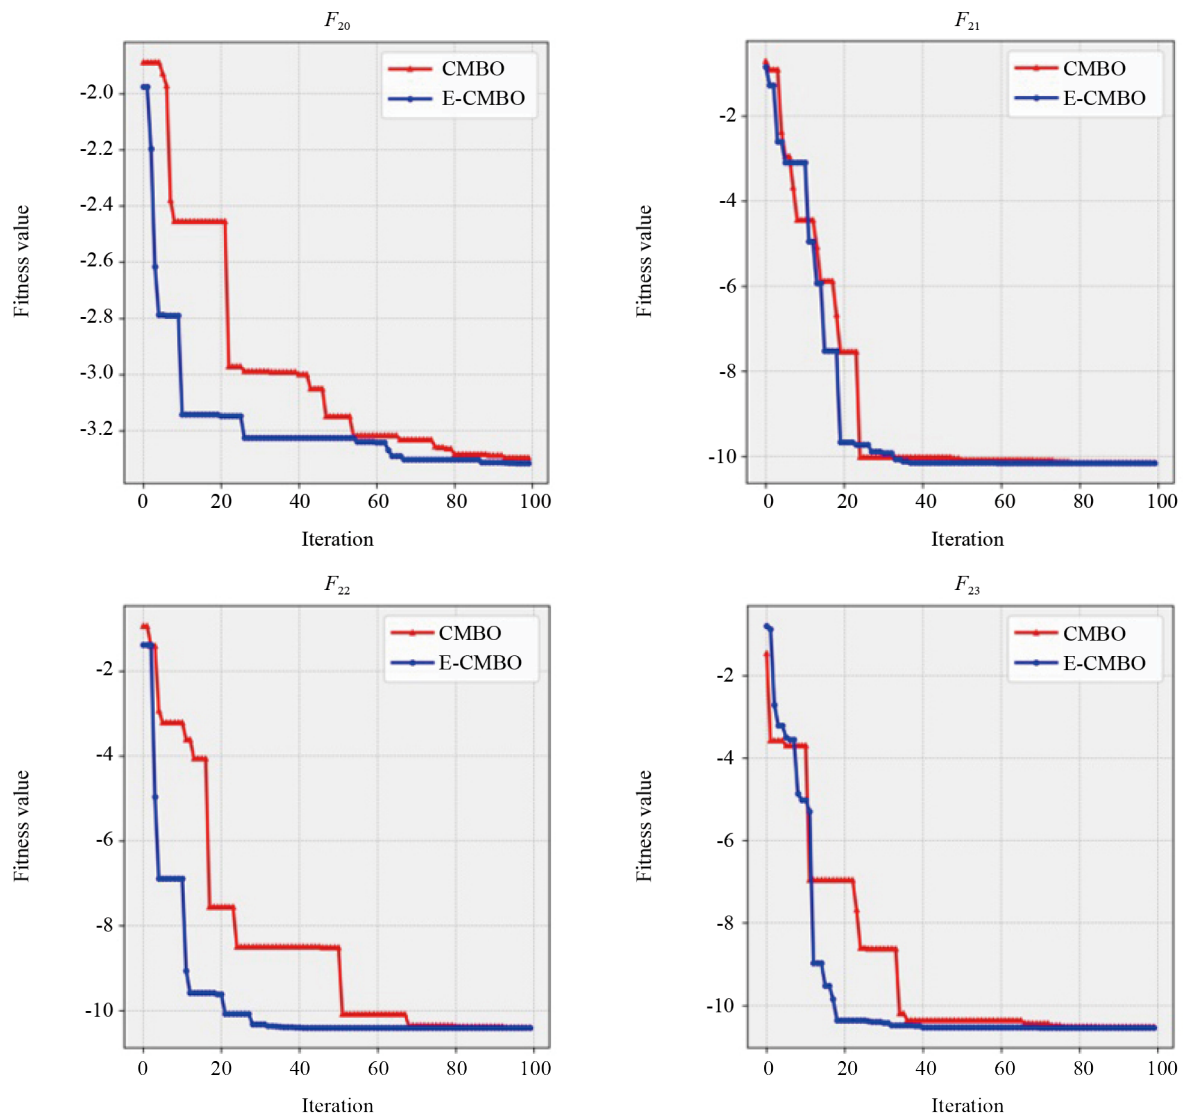 F20
CMBO
E-CMBO
-2.0
-2.2
-2.4
-2.6
-2.8
-3.0
-3.2
Fitness value
0 20 40 60 80 100
Iteration
F21
CMBO
E-CMBO
-2
-4
-6
-8
-10
Fitness value
0 20 40 60 80 100
Iteration
F22
CMBO
E-CMBO
-2
-4
-6
-8
-10
Fitness value
0 20 40 60 80 100
Iteration
F23
CMBO
E-CMBO
-2
-4
-6
-8
-10
Fitness value
0 20 40 60 80 100
Iteration